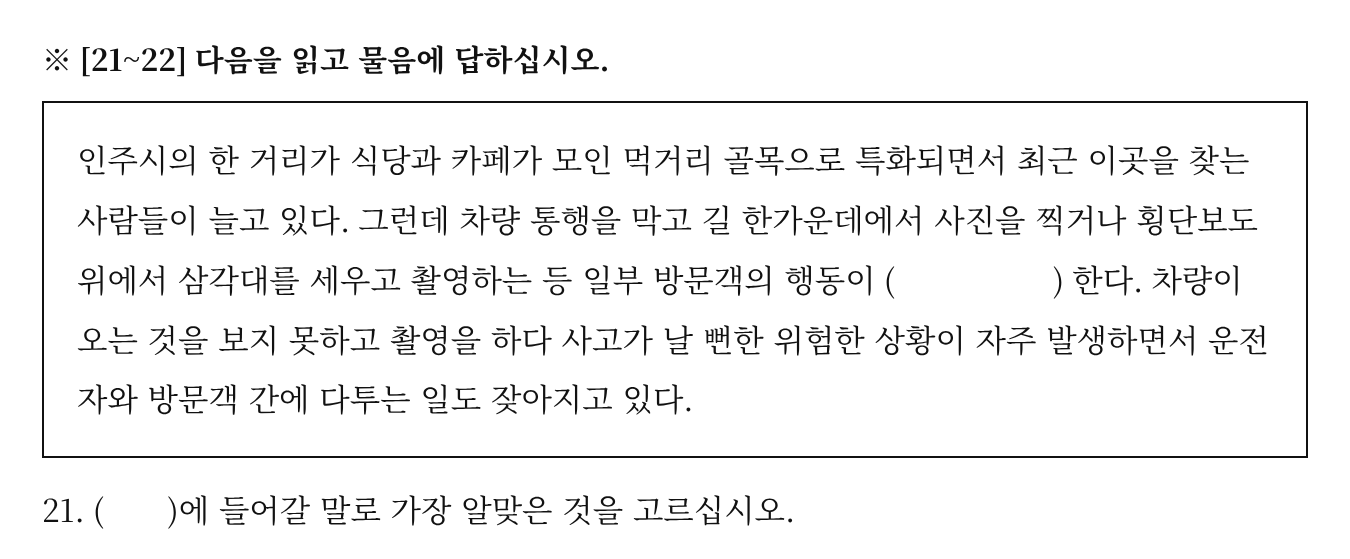 ※ [21~22] 다음을 읽고 물음에 답하십시오.
인주시의 한 거리가 식당과 카페가 모인 먹거리 골목으로 특화되면서 최근 이곳을 찾는
사람들이 늘고 있다. 그런데 차량 통행을 막고 길 한가운데에서 사진을 찍거나 횡단보도
위에서 삼각대를 세우고 촬영하는 등 일부 방문객의 행동이 (          ) 한다. 차량이
오는 것을 보지 못하고 촬영을 하다 사고가 날 뻔한 위험한 상황이 자주 발생하면서 운전
자와 방문객 간에 다투는 일도 잦아지고 있다.
21. (      )에 들어갈 말로 가장 알맞은 것을 고르십시오.